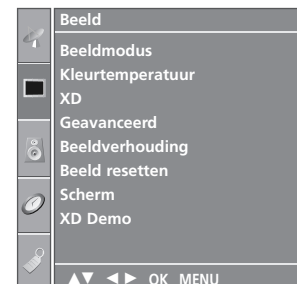 Beeld
Beeldmodus
Kleurtemperatuur
XD
Geavanceerd
Beeldverhouding
Beeld resetten
Scherm
XD Demo
▲▼ ◄► OK MENU